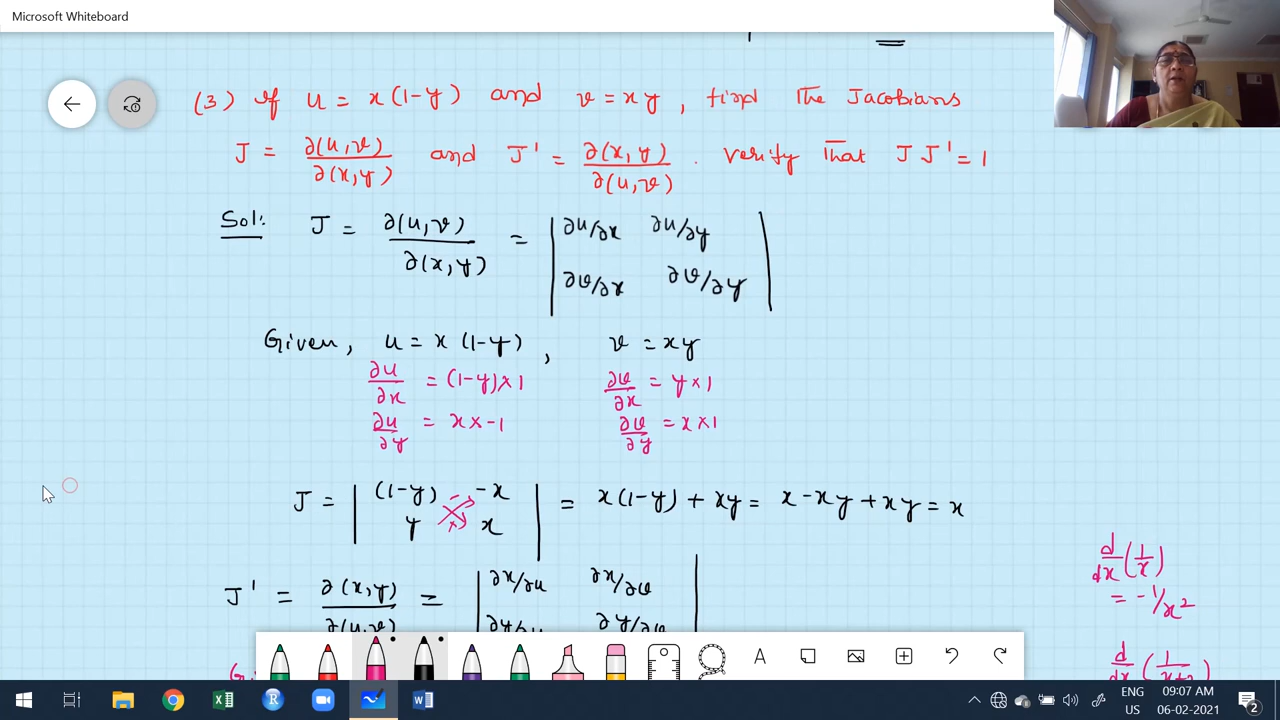 Microsoft Whiteboard
(3) If u = x(1-y) and v = xy, find the Jacobians
J = ∂(u,v)/∂(x,y) and J' = ∂(x,y)/∂(u,v). Verify that J J' = 1
Sol: J = ∂(u,v)/∂(x,y) = | ∂u/∂x ∂u/∂y
∂v/∂x ∂v/∂y |
Given, u = x (1-y), v = xy
∂u/∂x = (1-y)×1 ∂v/∂x = y×1
∂u/∂y = x×-1 ∂v/∂y = x×1
J = | (1-y) -x
y x | = x(1-y) + xy = x-xy+xy = x
d/dx (1/x)
= -1/x²
J' = ∂(x,y)/∂(u,v) = | ∂x/∂u ∂x/∂v
∂y/∂u ∂y/∂v |
d/dx
A
ENG 09:07 AM
US 06-02-2021
2